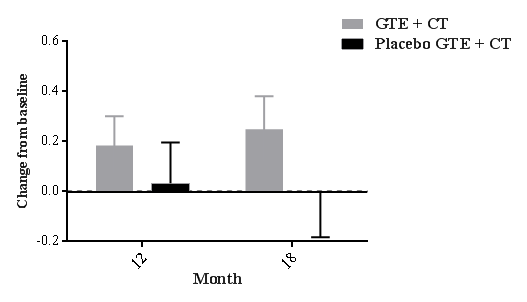 GTE + CT
Placebo GTE + CT
Change from baseline
0.6
0.4
0.2
0.0
-0.2
12
18
Month